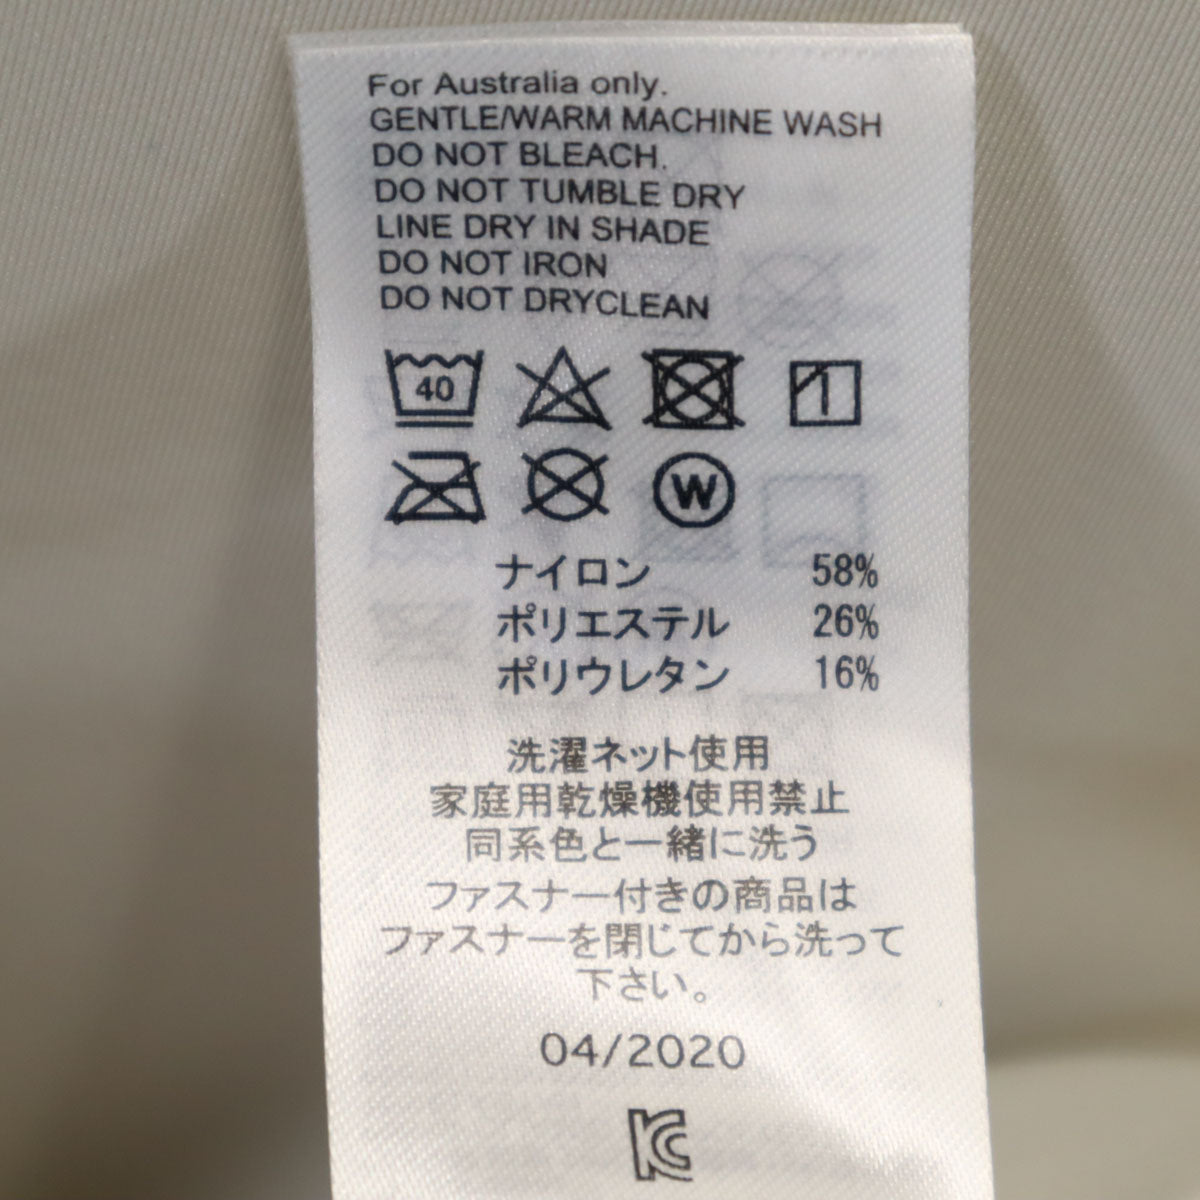 For Australia only.
GENTLE/WARM MACHINE WASH
DO NOT BLEACH.
DO NOT TUMBLE DRY
LINE DRY IN SHADE
DO NOT IRON
DO NOT DRYCLEAN
40
W
ナイロン 58%
ポリエステル 26%
ポリウレタン 16%
洗濯ネット使用
家庭用乾燥機使用禁止
同系色と一緒に洗う
ファスナー付きの商品は
ファスナーを閉じてから洗って
下さい。
04/2020
KC